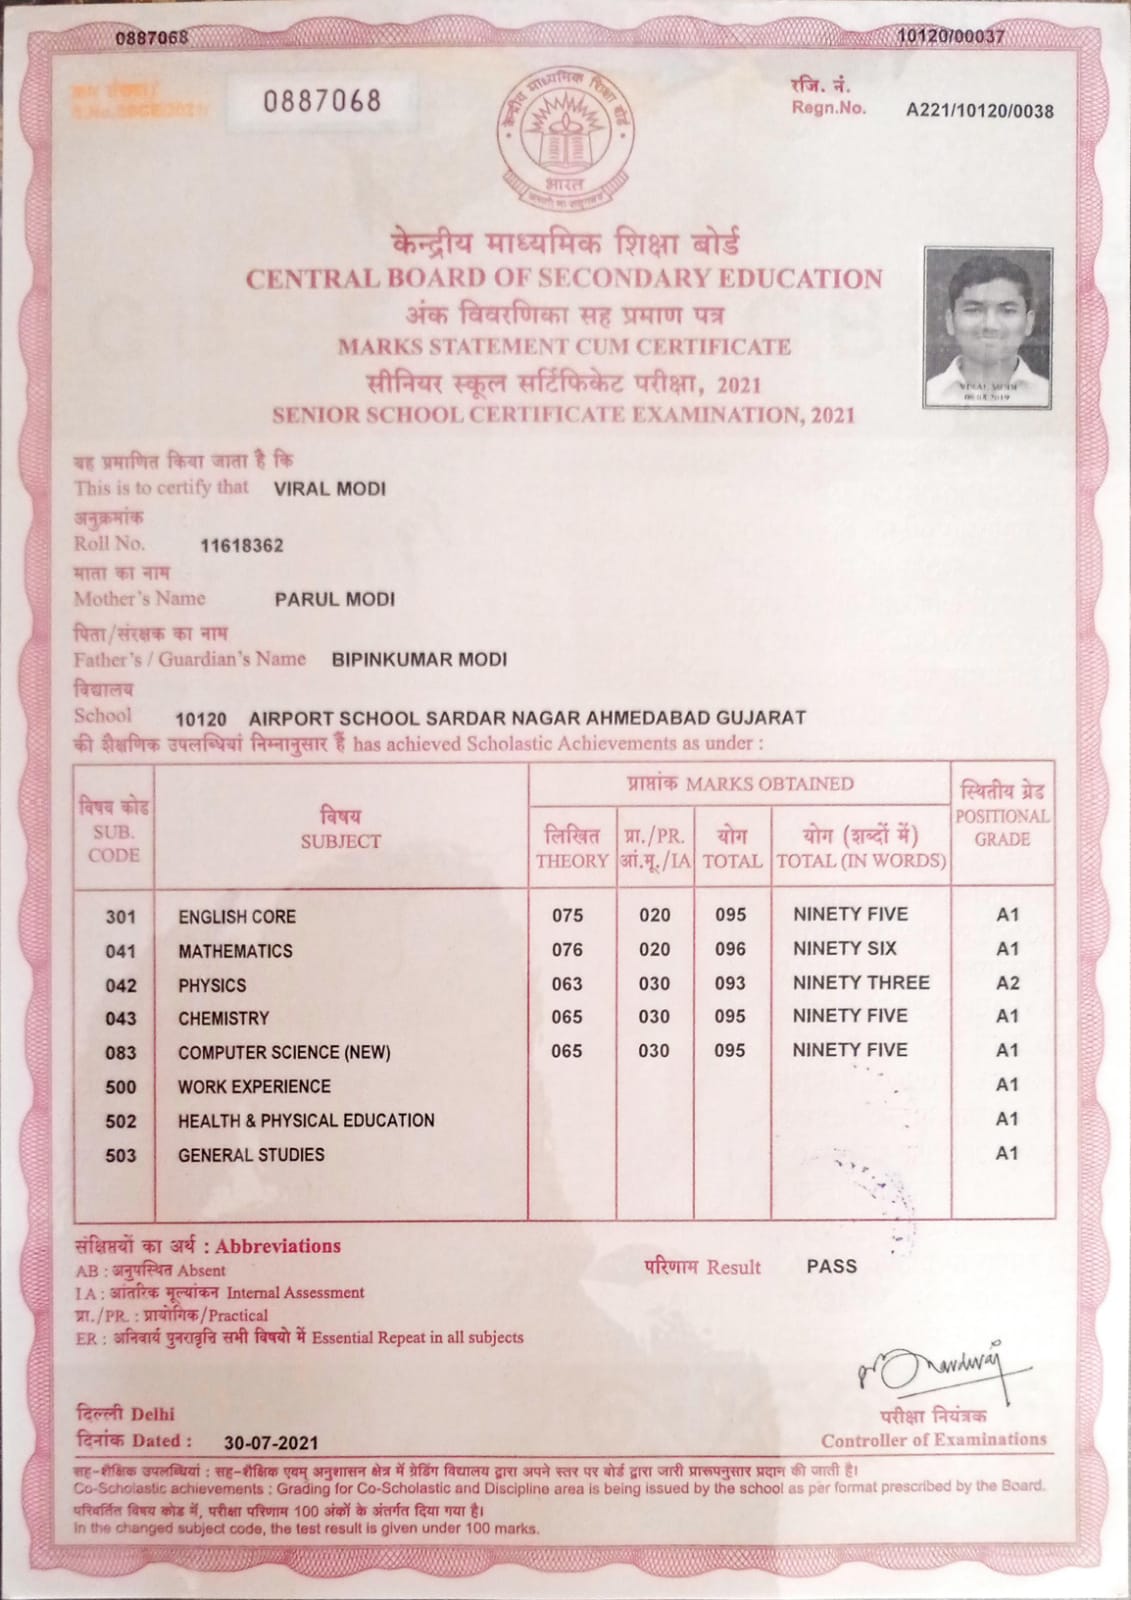 0887068
10120/00037
क्रम संख्या/
0887068
रजि. नं.
Regn.No. A221/10120/0038
केन्द्रीय माध्यमिक शिक्षा बोर्ड
भारत
केन्द्रीय माध्यमिक शिक्षा बोर्ड
CENTRAL BOARD OF SECONDARY EDUCATION
अंक विवरणिका सह प्रमाण पत्र
MARKS STATEMENT CUM CERTIFICATE
सीनियर स्कूल सर्टिफिकेट परीक्षा, 2021
SENIOR SCHOOL CERTIFICATE EXAMINATION, 2021
VIRAL MODI
यह प्रमाणित किया जाता है कि
This is to certify that VIRAL MODI
अनुक्रमांक
Roll No. 11618362
माता का नाम
Mother's Name PARUL MODI
पिता/संरक्षक का नाम
Father's / Guardian's Name BIPINKUMAR MODI
विद्यालय
School 10120 AIRPORT SCHOOL SARDAR NAGAR AHMEDABAD GUJARAT
की शैक्षणिक उपलब्धियां निम्नानुसार हैं has achieved Scholastic Achievements as under :
विषय कोड
SUB.
CODE
विषय
SUBJECT
प्राप्तांक MARKS OBTAINED
लिखित
THEORY
प्रा./PR.
आं.मू./IA
योग
TOTAL
योग (शब्दों में)
TOTAL (IN WORDS)
स्थितीय ग्रेड
POSITIONAL
GRADE
301 ENGLISH CORE 075 020 095 NINETY FIVE A1
041 MATHEMATICS 076 020 096 NINETY SIX A1
042 PHYSICS 063 030 093 NINETY THREE A2
043 CHEMISTRY 065 030 095 NINETY FIVE A1
083 COMPUTER SCIENCE (NEW) 065 030 095 NINETY FIVE A1
500 WORK EXPERIENCE A1
502 HEALTH & PHYSICAL EDUCATION A1
503 GENERAL STUDIES A1
संक्षिप्तयों का अर्थ : Abbreviations
AB : अनुपस्थित Absent
IA : आंतरिक मूल्यांकन Internal Assessment
प्रा./PR. : प्रायोगिक/Practical
ER : अनिवार्य पुनरावृत्ति सभी विषयो में Essential Repeat in all subjects
परिणाम Result PASS
दिल्ली Delhi
दिनांक Dated : 30-07-2021
परीक्षा नियंत्रक
Controller of Examinations
सह-शैक्षिक उपलब्धियां : सह-शैक्षिक एवम् अनुशासन क्षेत्र में ग्रेडिंग विद्यालय द्वारा अपने स्तर पर बोर्ड द्वारा जारी प्रारूपनुसार प्रदान की जाती है।
Co-Scholastic achievements : Grading for Co-Scholastic and Discipline area is being issued by the school as per format prescribed by the Board.
परिवर्तित विषय कोड में, परीक्षा परिणाम 100 अंकों के अंतर्गत दिया गया है।
In the changed subject code, the test result is given under 100 marks.